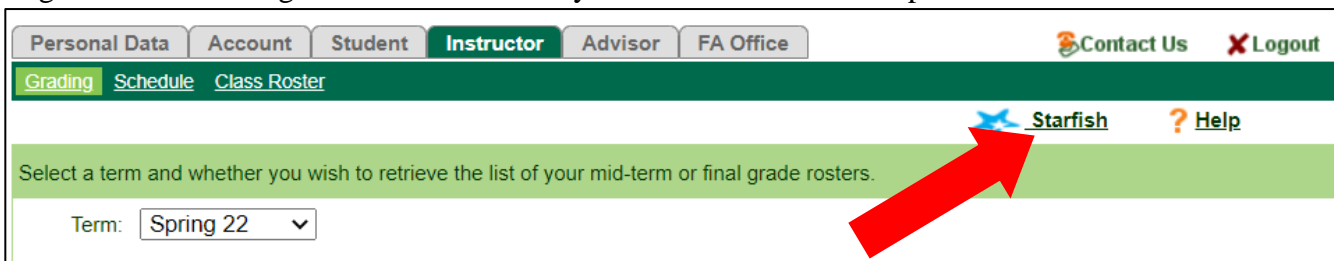 Personal Data Account Student Instructor Advisor FA Office Contact Us Logout
Grading Schedule Class Roster
Starfish ? Help
Select a term and whether you wish to retrieve the list of your mid-term or final grade rosters.
Term: Spring 22